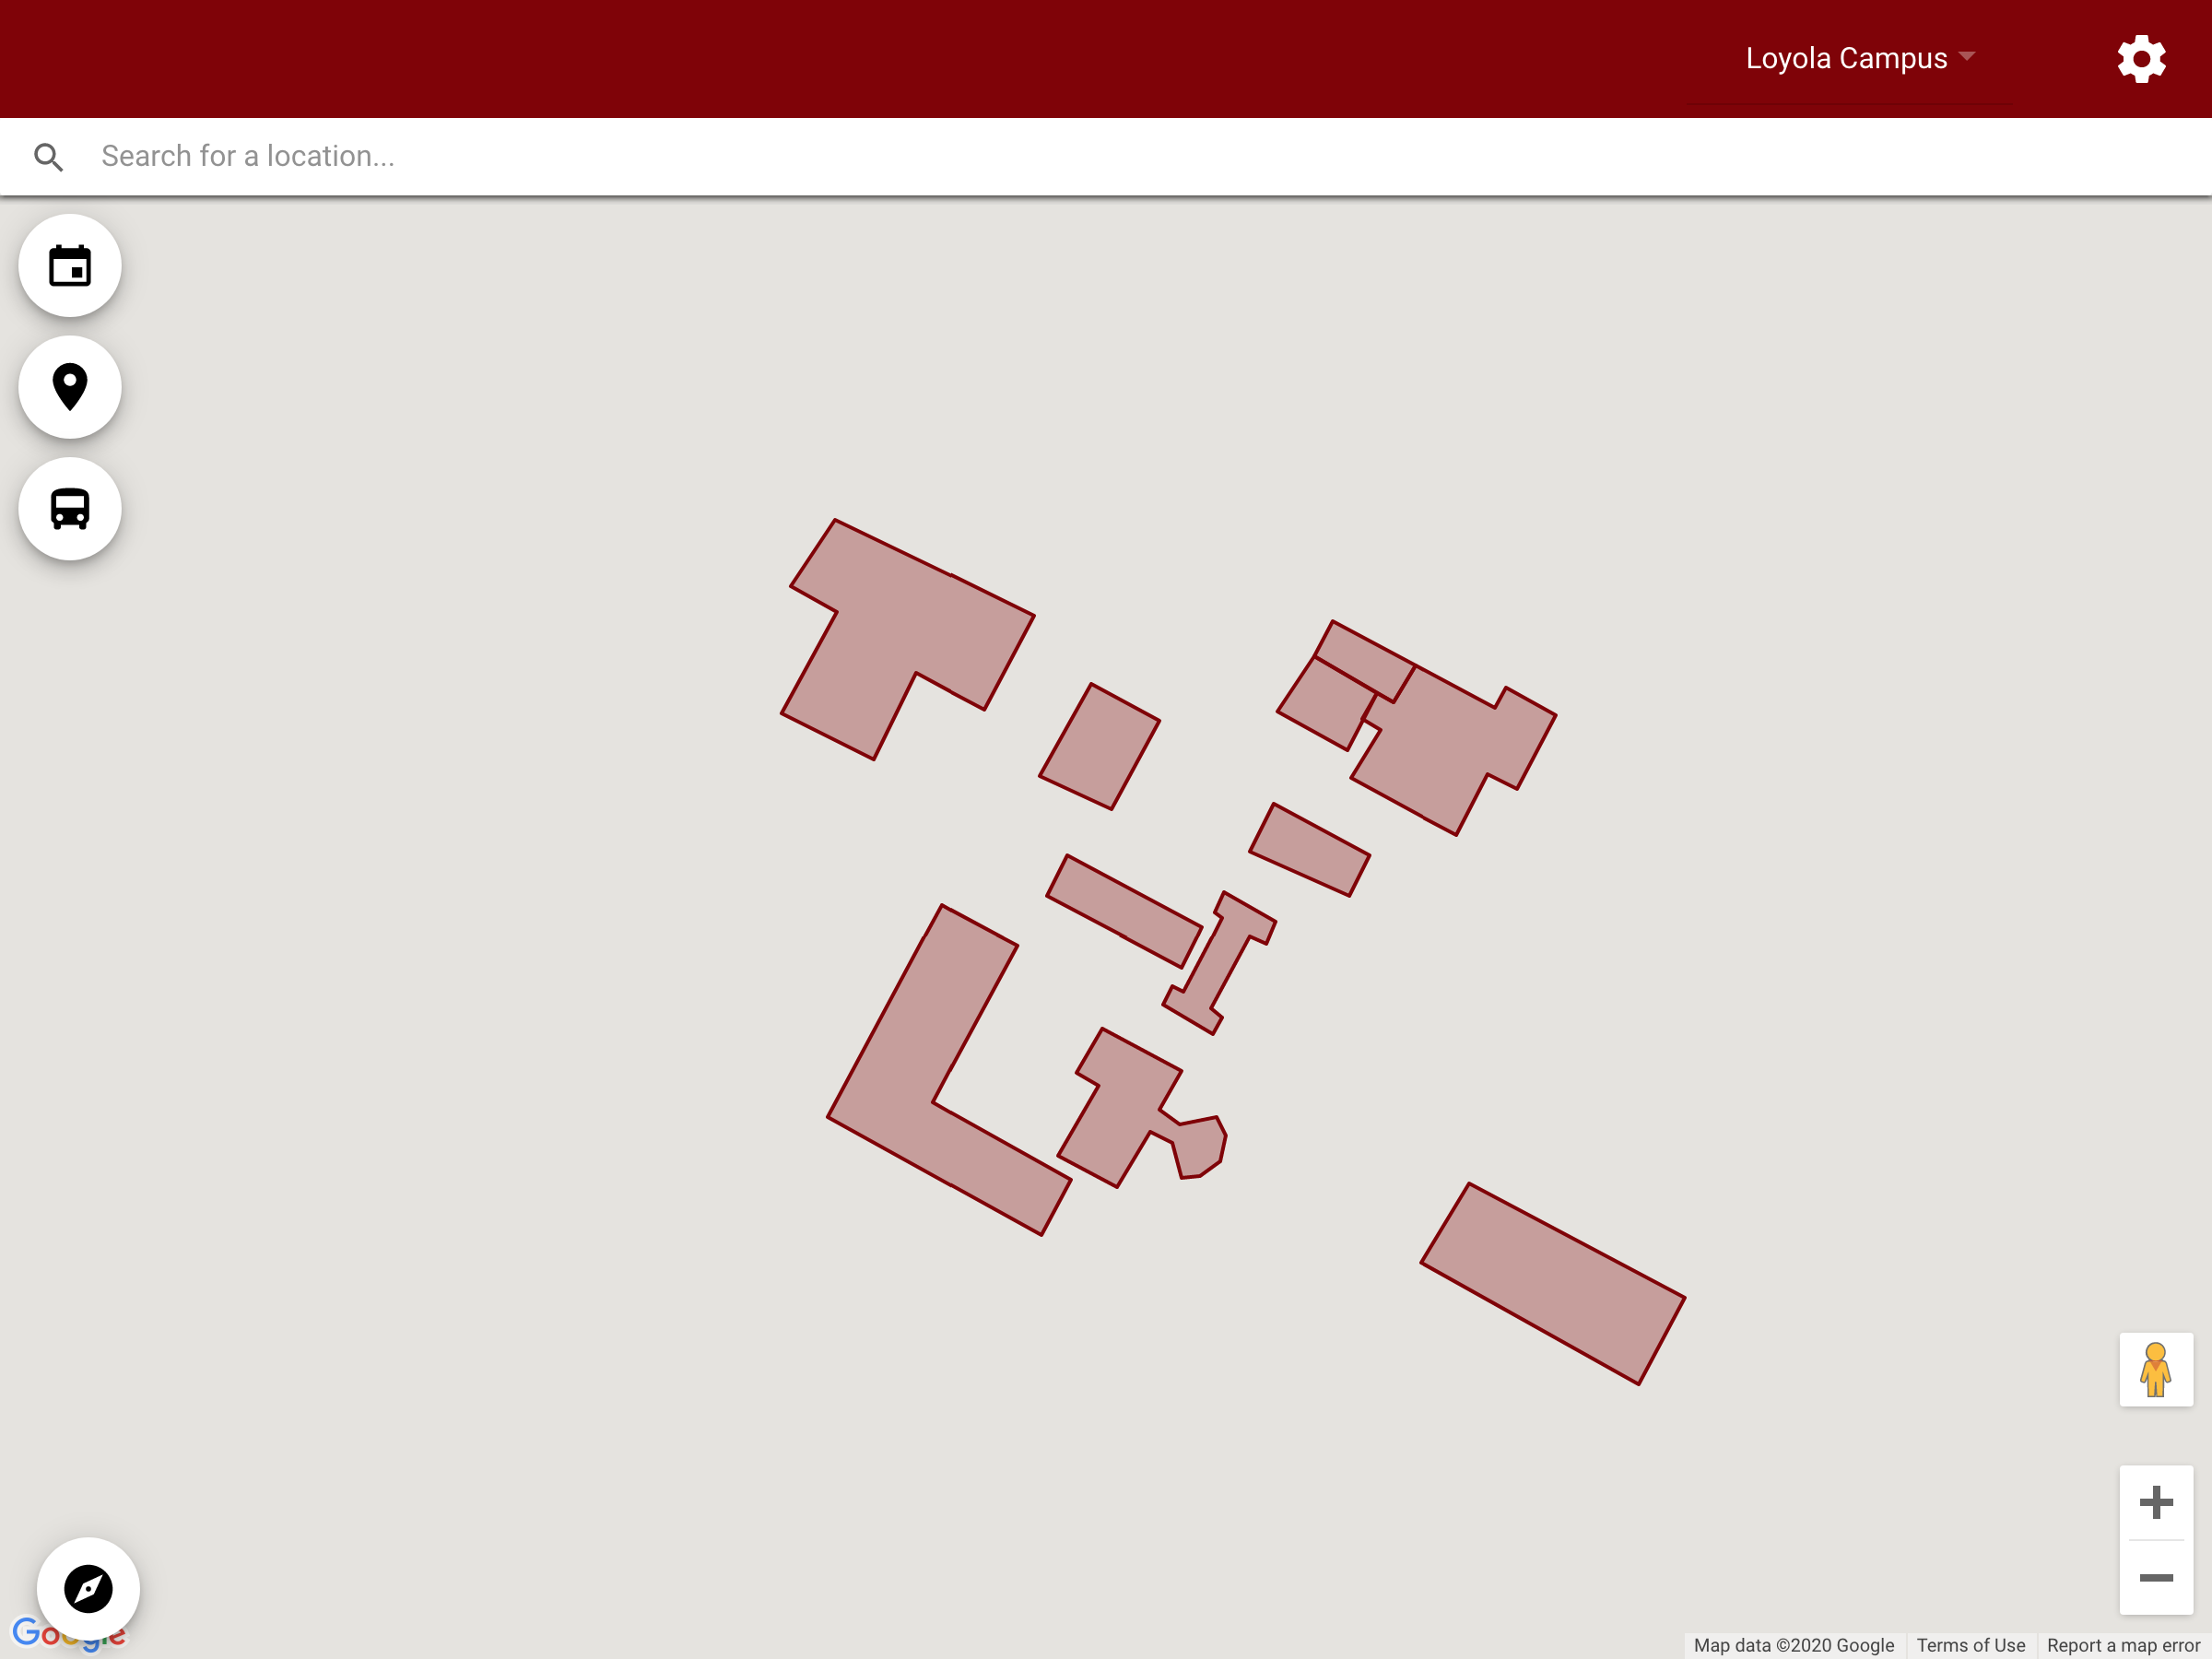 Loyola Campus
Search for a location...
Google
Map data ©2020 Google
Terms of Use
Report a map error